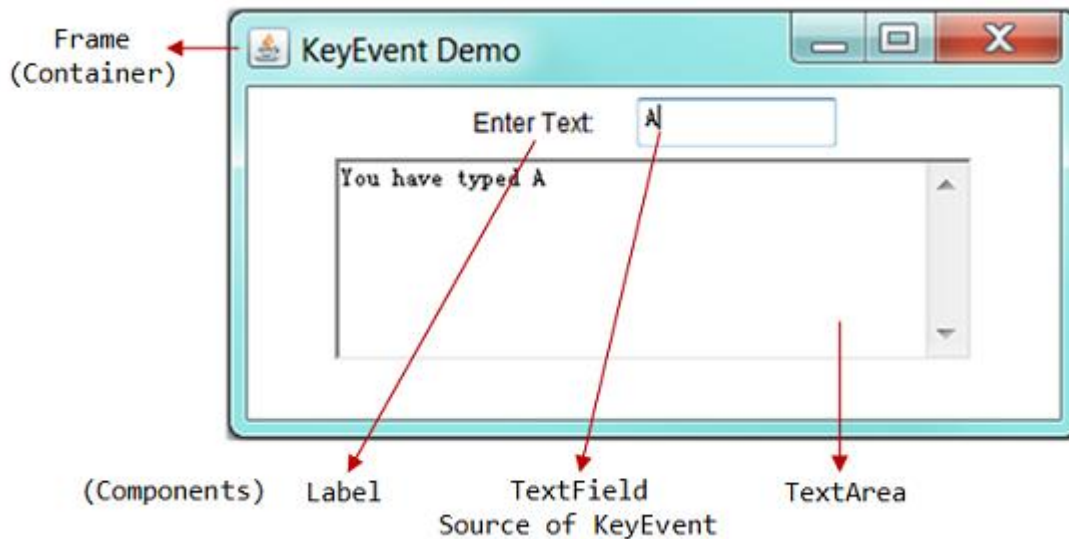 Frame
(Container)
KeyEvent Demo
Enter Text:
A
You have typed A
(Components) Label TextField TextArea
Source of KeyEvent